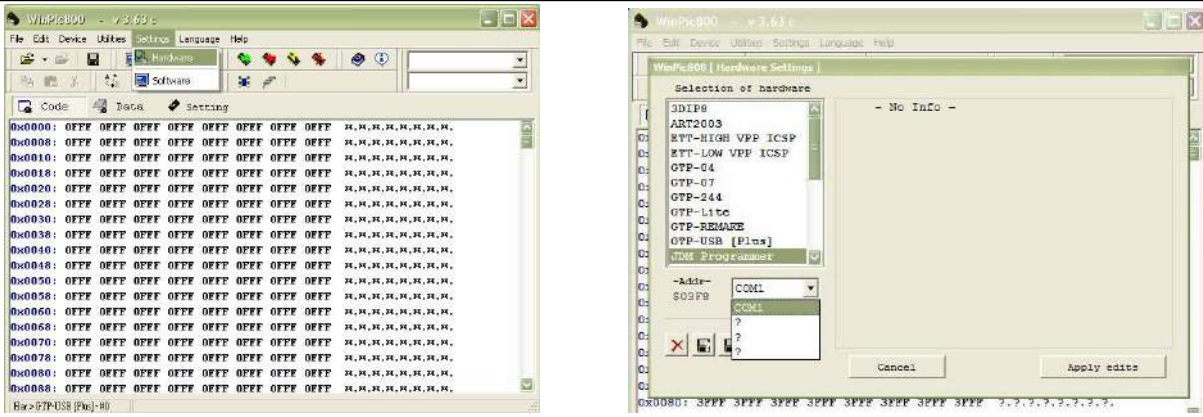 WinPic800 - v 3.63 c
File Edit Device Utilities Settings Language Help
Hardware
Software
Code Data Setting
0x0000: 0FFF 0FFF 0FFF 0FFF 0FFF 0FFF 0FFF 0FFF
0x0008: 0FFF 0FFF 0FFF 0FFF 0FFF 0FFF 0FFF 0FFF
0x0010: 0FFF 0FFF 0FFF 0FFF 0FFF 0FFF 0FFF 0FFF
0x0018: 0FFF 0FFF 0FFF 0FFF 0FFF 0FFF 0FFF 0FFF
0x0020: 0FFF 0FFF 0FFF 0FFF 0FFF 0FFF 0FFF 0FFF
0x0028: 0FFF 0FFF 0FFF 0FFF 0FFF 0FFF 0FFF 0FFF
0x0030: 0FFF 0FFF 0FFF 0FFF 0FFF 0FFF 0FFF 0FFF
0x0038: 0FFF 0FFF 0FFF 0FFF 0FFF 0FFF 0FFF 0FFF
0x0040: 0FFF 0FFF 0FFF 0FFF 0FFF 0FFF 0FFF 0FFF
0x0048: 0FFF 0FFF 0FFF 0FFF 0FFF 0FFF 0FFF 0FFF
0x0050: 0FFF 0FFF 0FFF 0FFF 0FFF 0FFF 0FFF 0FFF
0x0058: 0FFF 0FFF 0FFF 0FFF 0FFF 0FFF 0FFF 0FFF
0x0060: 0FFF 0FFF 0FFF 0FFF 0FFF 0FFF 0FFF 0FFF
0x0068: 0FFF 0FFF 0FFF 0FFF 0FFF 0FFF 0FFF 0FFF
0x0070: 0FFF 0FFF 0FFF 0FFF 0FFF 0FFF 0FFF 0FFF
0x0078: 0FFF 0FFF 0FFF 0FFF 0FFF 0FFF 0FFF 0FFF
0x0080: 0FFF 0FFF 0FFF 0FFF 0FFF 0FFF 0FFF 0FFF
0x0088: 0FFF 0FFF 0FFF 0FFF 0FFF 0FFF 0FFF 0FFF
Har> GTP-USB [Plus]-#0
WinPic800 - v 3.63 c
File Edit Device Utilities Settings Language Help
WinPic800 [ Hardware Settings ]
Selection of hardware
3DIP8
ART2003
ETT-HIGH VPP ICSP
ETT-LOW VPP ICSP
GTP-04
GTP-07
GTP-244
GTP-Lite
GTP-REMAKE
GTP-USB [Plus]
JDM Programmer
- No Info -
-Addr-
$03F8
COM1
COM1
?
?
?
Cancel
Apply edits
0x0080: 3FFF 3FFF 3FFF 3FFF 3FFF 3FFF 3FFF 3FFF ?.?.?.?.?.?.?.?.